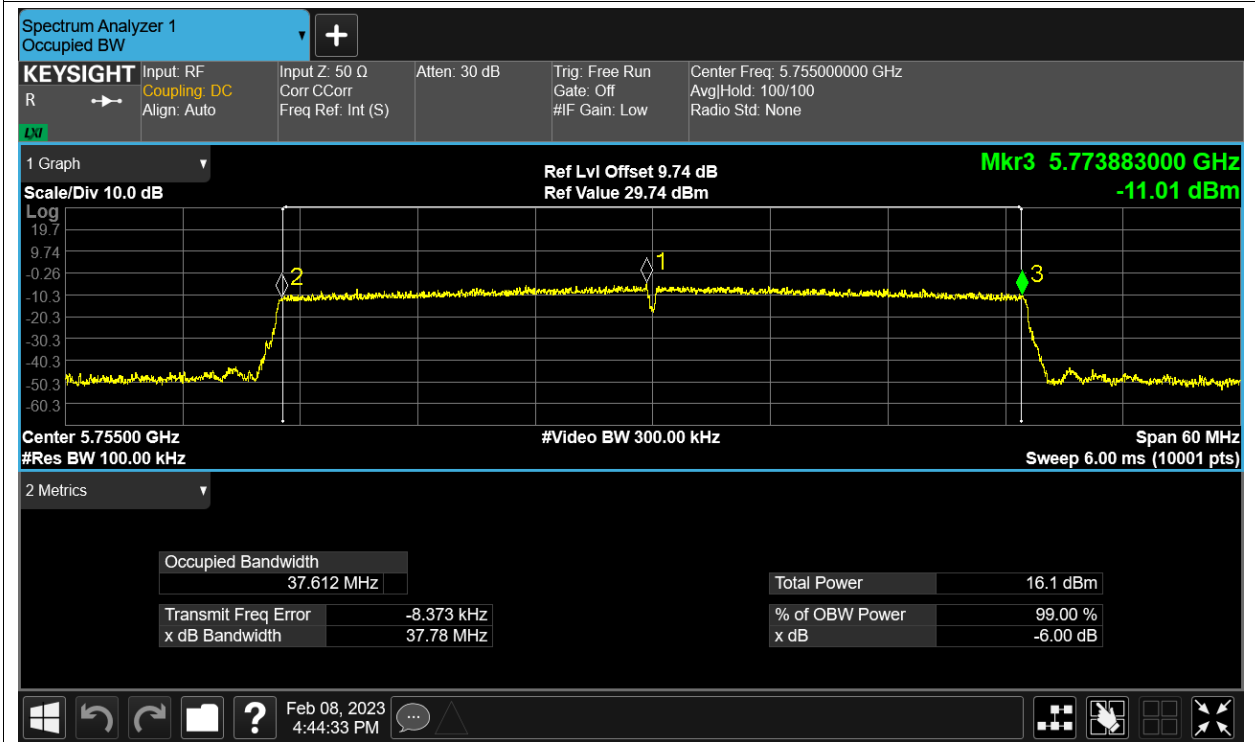 Spectrum Analyzer 1
Occupied BW
▼
+
KEYSIGHT
R
LXI
Input: RF
Coupling: DC
Align: Auto
Input Z: 50 Ω
Corr CCorr
Freq Ref: Int (S)
Atten: 30 dB
Trig: Free Run
Gate: Off
#IF Gain: Low
Center Freq: 5.755000000 GHz
Avg|Hold: 100/100
Radio Std: None
1 Graph ▼
Scale/Div 10.0 dB
Ref Lvl Offset 9.74 dB
Ref Value 29.74 dBm
Mkr3 5.773883000 GHz
-11.01 dBm
Log
19.7
9.74
-0.26
-10.3
-20.3
-30.3
-40.3
-50.3
-60.3
2
1
3
Center 5.75500 GHz
#Res BW 100.00 kHz
#Video BW 300.00 kHz
Span 60 MHz
Sweep 6.00 ms (10001 pts)
2 Metrics ▼
Occupied Bandwidth
37.612 MHz
Transmit Freq Error -8.373 kHz
x dB Bandwidth 37.78 MHz
Total Power 16.1 dBm
% of OBW Power 99.00 %
x dB -6.00 dB
?
Feb 08, 2023
4:44:33 PM